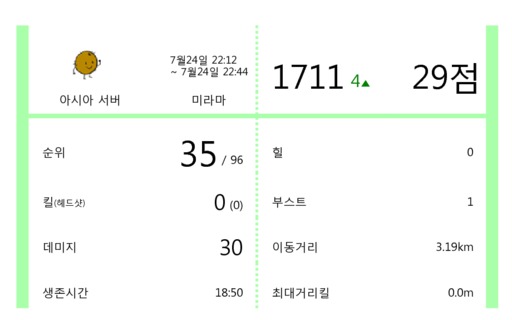 7월24일 22:12
~ 7월24일 22:44
아시아 서버
미라마
1711 4▲
29점
순위
35 / 96
킬(헤드샷)
0 (0)
데미지
30
생존시간
18:50
힐
0
부스트
1
이동거리
3.19km
최대거리킬
0.0m